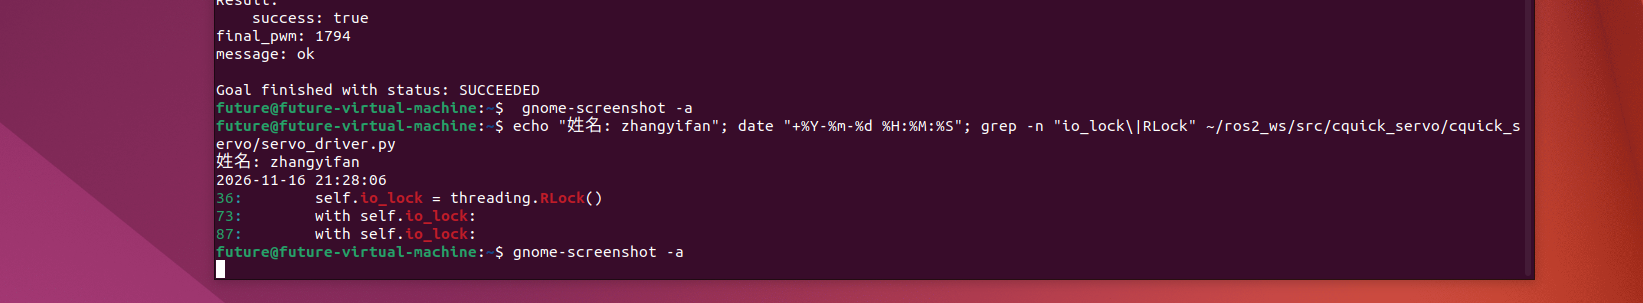 Result:
    success: true
final_pwm: 1794
message: ok

Goal finished with status: SUCCEEDED
future@future-virtual-machine:~$  gnome-screenshot -a
future@future-virtual-machine:~$ echo "姓名: zhangyifan"; date "+%Y-%m-%d %H:%M:%S"; grep -n "io_lock\|RLock" ~/ros2_ws/src/cquick_servo/cquick_s
ervo/servo_driver.py
姓名: zhangyifan
2026-11-16 21:28:06
36:        self.io_lock = threading.RLock()
73:        with self.io_lock:
87:        with self.io_lock:
future@future-virtual-machine:~$ gnome-screenshot -a